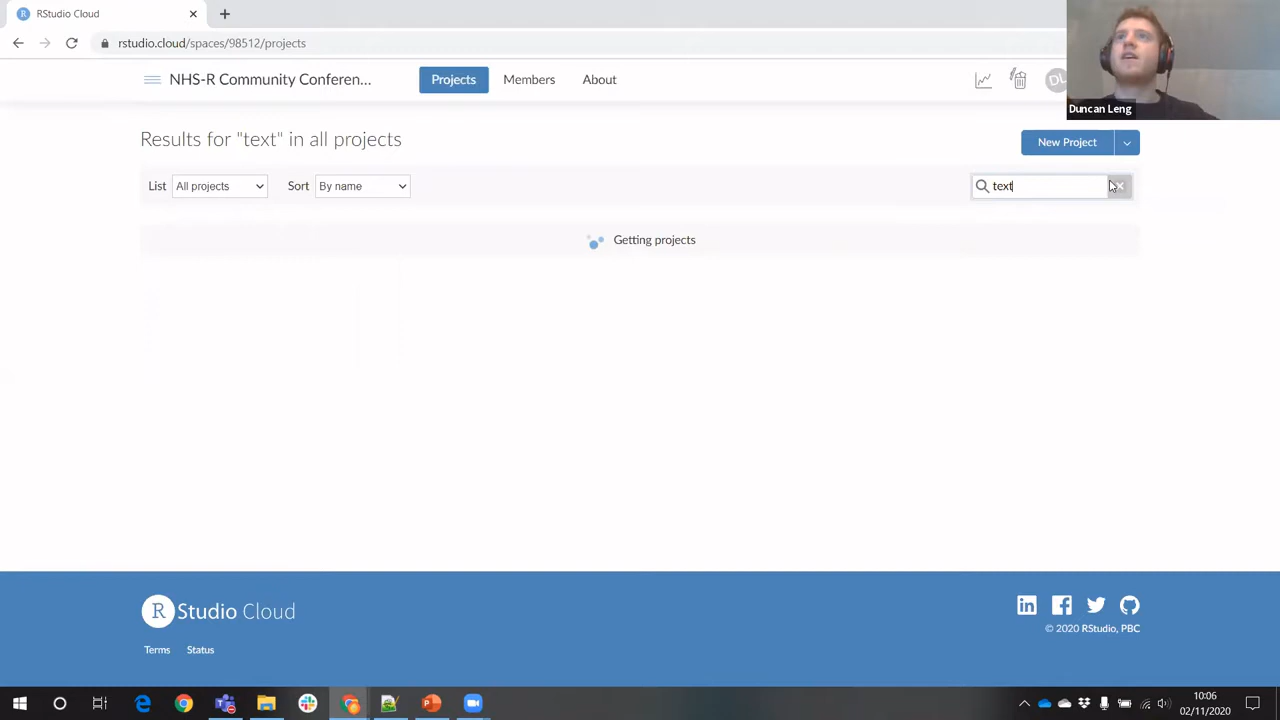 RStudio Cloud
rstudio.cloud/spaces/98512/projects
NHS-R Community Conferen...
Projects
Members
About
DL
Duncan Leng
Results for "text" in all projects
New Project
List
All projects
Sort
By name
text
Getting projects
R Studio Cloud
Terms
Status
© 2020 RStudio, PBC
10:06
02/11/2020